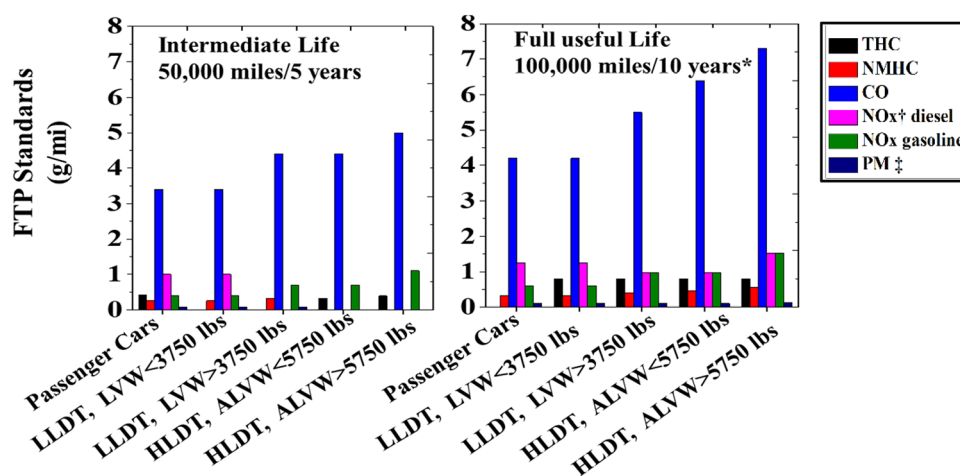 Intermediate Life
50,000 miles/5 years
FTP Standards
(g/mi)
8
7
6
5
4
3
2
1
0
Passenger Cars
LLDT, LVW<3750 lbs
LLDT, LVW>3750 lbs
HLDT, ALVW<5750 lbs
HLDT, ALVW>5750 lbs
Full useful Life
100,000 miles/10 years*
8
7
6
5
4
3
2
1
0
Passenger Cars
LLDT, LVW<3750 lbs
LLDT, LVW>3750 lbs
HLDT, ALVW<5750 lbs
HLDT, ALVW>5750 lbs
THC
NMHC
CO
NOx† diesel
NOx gasoline
PM ‡